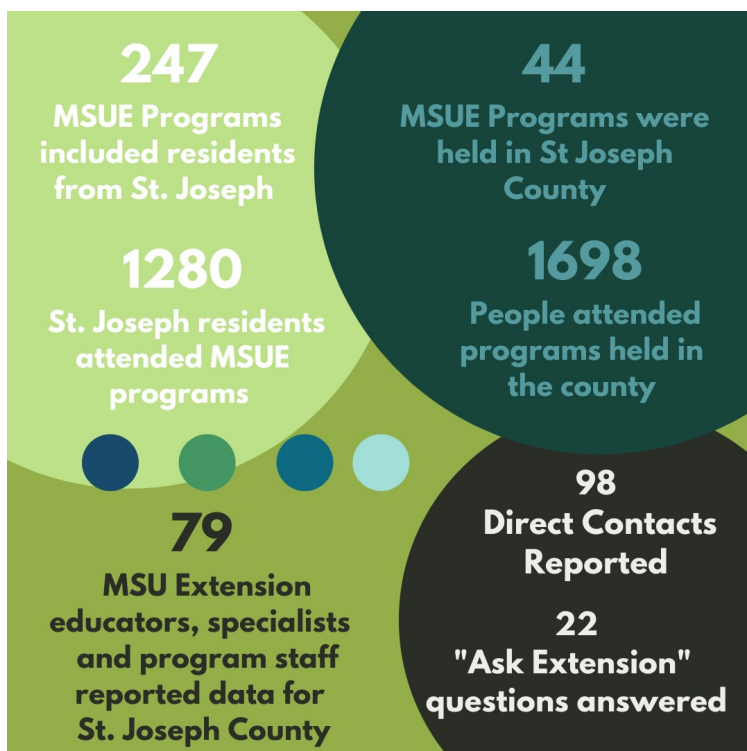 247
MSUE Programs
included residents
from St. Joseph
1280
St. Joseph residents
attended MSUE
programs
44
MSUE Programs were
held in St Joseph
County
1698
People attended
programs held in
the county
79
MSU Extension
educators, specialists
and program staff
reported data for
St. Joseph County
98
Direct Contacts
Reported
22
"Ask Extension"
questions answered